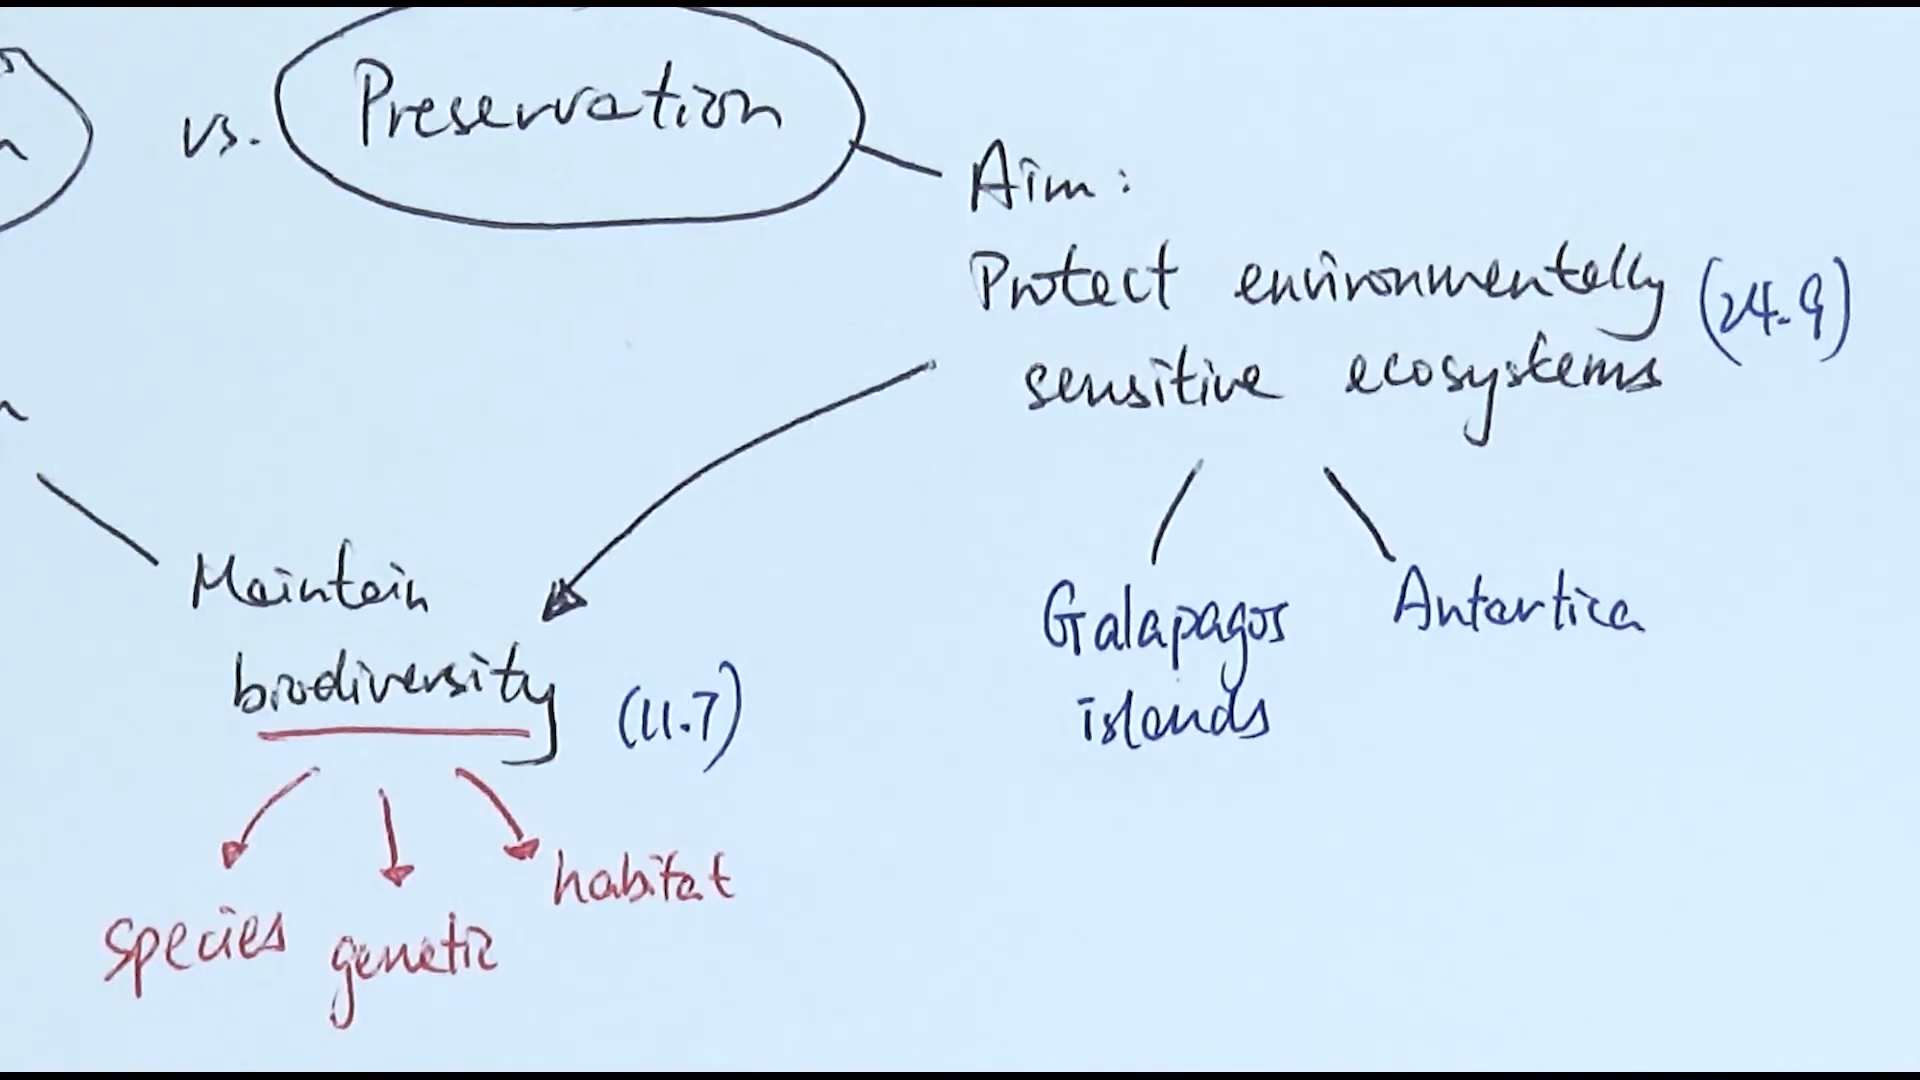 vs.
Preservation
Aim:
Protect environmentally
sensitive ecosystems
(24.9)
Galapagos
islands
Antartica
Maintain
biodiversity
(11.7)
species
genetic
habitat